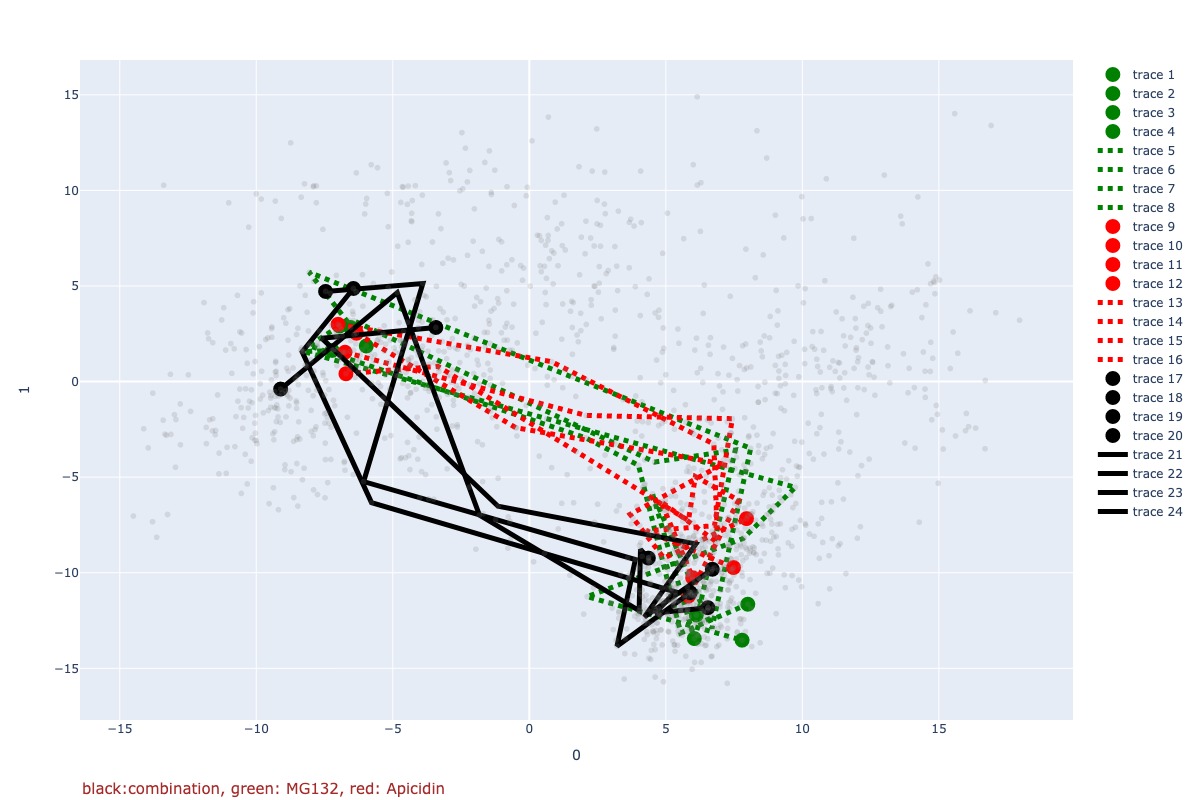 15
10
5
0
−5
−10
−15
−15
−10
−5
0
5
10
15
0
1
trace 1
trace 2
trace 3
trace 4
trace 5
trace 6
trace 7
trace 8
trace 9
trace 10
trace 11
trace 12
trace 13
trace 14
trace 15
trace 16
trace 17
trace 18
trace 19
trace 20
trace 21
trace 22
trace 23
trace 24
black:combination, green: MG132, red: Apicidin